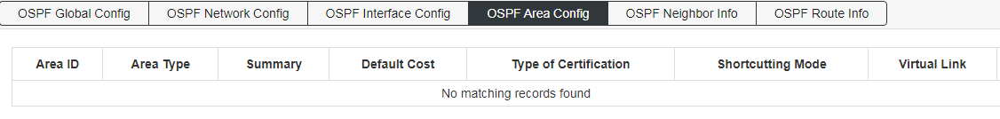 OSPF Global Config OSPF Network Config OSPF Interface Config OSPF Area Config OSPF Neighbor Info OSPF Route Info
Area ID Area Type Summary Default Cost Type of Certification Shortcutting Mode Virtual Link
No matching records found